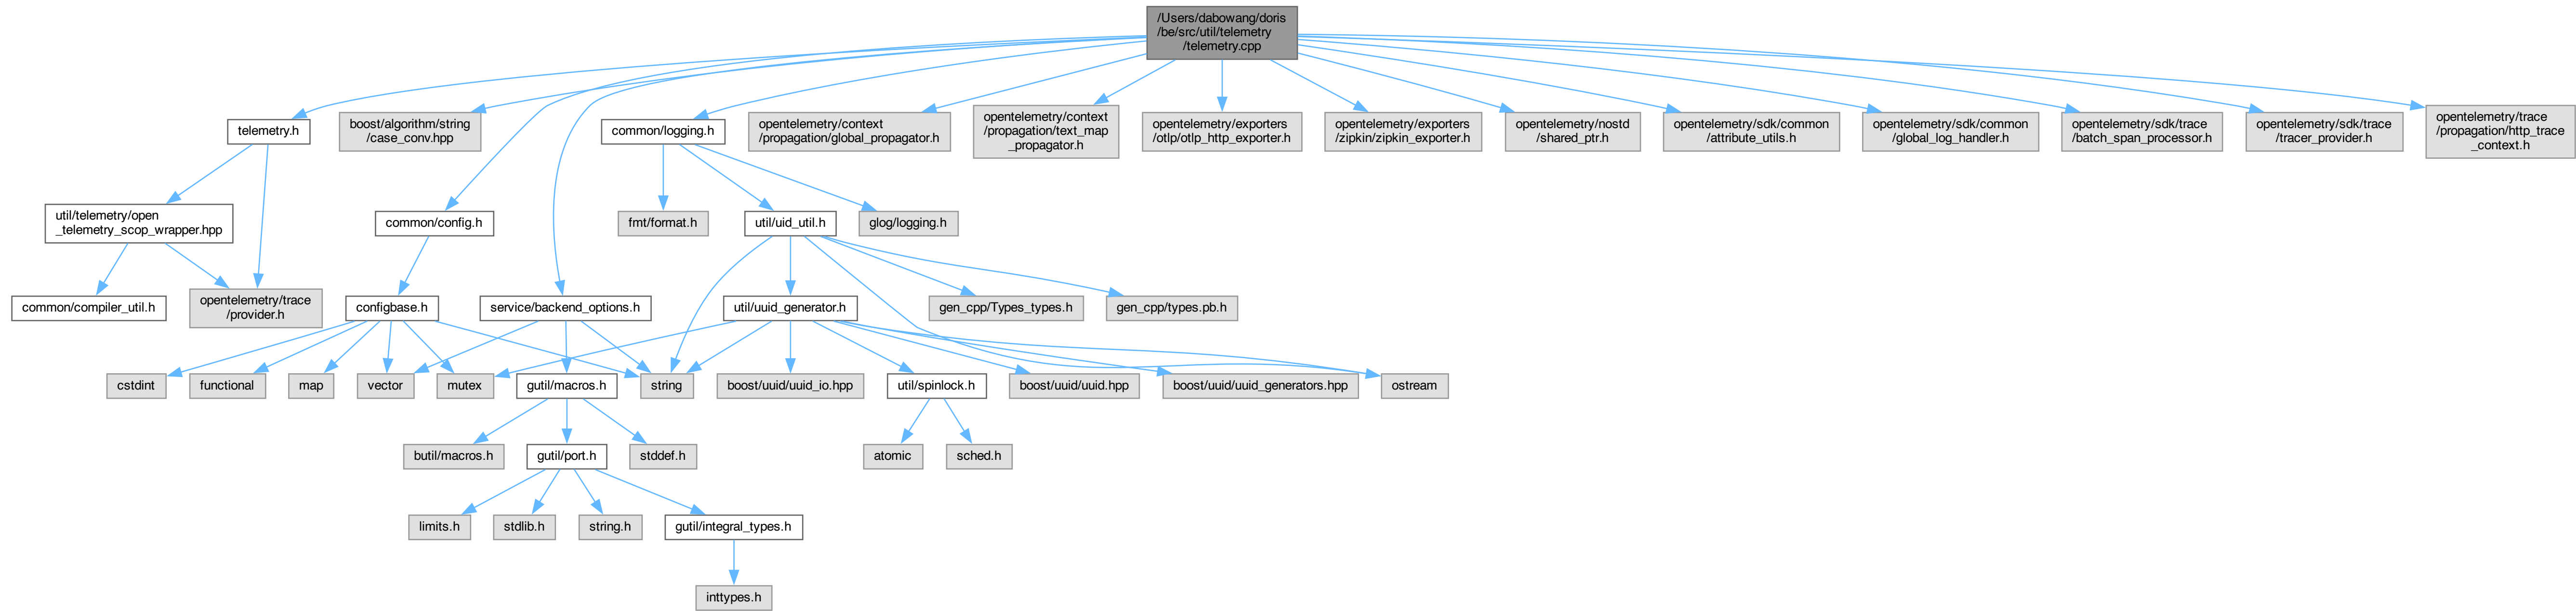 /Users/dabowang/doris
/be/src/util/telemetry
/telemetry.cpp
telemetry.h
boost/algorithm/string
/case_conv.hpp
common/logging.h
opentelemetry/context
/propagation/global_propagator.h
opentelemetry/context
/propagation/text_map
_propagator.h
opentelemetry/exporters
/otlp/otlp_http_exporter.h
opentelemetry/exporters
/zipkin/zipkin_exporter.h
opentelemetry/nostd
/shared_ptr.h
opentelemetry/sdk/common
/attribute_utils.h
opentelemetry/sdk/common
/global_log_handler.h
opentelemetry/sdk/trace
/batch_span_processor.h
opentelemetry/sdk/trace
/tracer_provider.h
opentelemetry/trace
/propagation/http_trace
_context.h
util/telemetry/open
_telemetry_scop_wrapper.hpp
common/config.h
fmt/format.h
util/uid_util.h
glog/logging.h
common/compiler_util.h
opentelemetry/trace
/provider.h
configbase.h
service/backend_options.h
util/uuid_generator.h
gen_cpp/Types_types.h
gen_cpp/types.pb.h
cstdint
functional
map
vector
mutex
gutil/macros.h
string
boost/uuid/uuid_io.hpp
util/spinlock.h
boost/uuid/uuid.hpp
boost/uuid/uuid_generators.hpp
ostream
butil/macros.h
gutil/port.h
stddef.h
atomic
sched.h
limits.h
stdlib.h
string.h
gutil/integral_types.h
inttypes.h